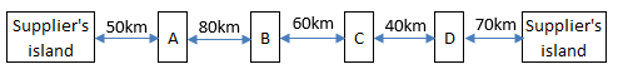 Supplier's
island
50km
A
80km
B
60km
C
40km
D
70km
Supplier's
island